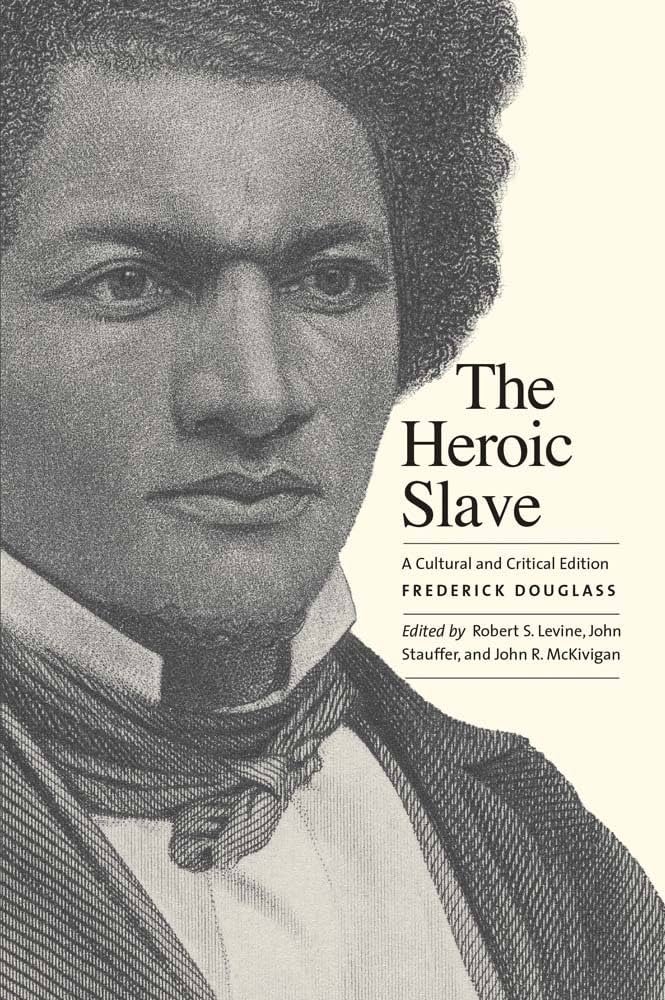 The
Heroic
Slave
A Cultural and Critical Edition
FREDERICK DOUGLASS
Edited by Robert S. Levine, John
Stauffer, and John R. McKivigan